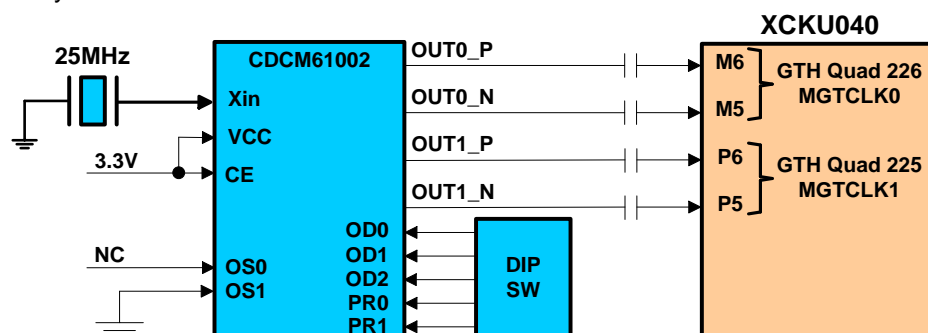 XCKU040
25MHz
CDCM61002
OUT0_P
M6
GTH Quad 226
MGTCLK0
Xin
OUT0_N
M5
VCC
OUT1_P
P6
GTH Quad 225
MGTCLK1
3.3V
CE
OUT1_N
P5
OD0
NC
OS0
OD1
DIP
SW
OS1
OD2
PR0
PR1